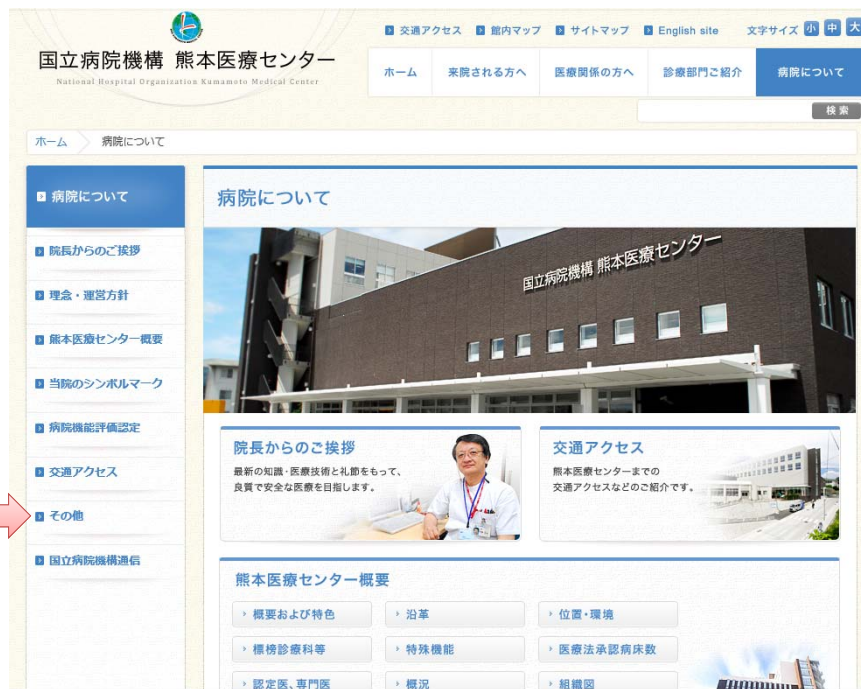 交通アクセス 館内マップ サイトマップ English site 文字サイズ 小 中 大
国立病院機構 熊本医療センター
National Hospital Organization Kumamoto Medical Center
ホーム 来院される方へ 医療関係の方へ 診療部門ご紹介 病院について
検索
ホーム 病院について
病院について
院長からのご挨拶
理念・運営方針
熊本医療センター概要
当院のシンボルマーク
病院機能評価認定
交通アクセス
その他
国立病院機構通信
病院について
国立病院機構 熊本医療センター
院長からのご挨拶
最新の知識・医療技術と礼節をもって、
良質で安全な医療を目指します。
交通アクセス
熊本医療センターまでの
交通アクセスなどのご紹介です。
熊本医療センター概要
概要および特色 沿革 位置・環境
標榜診療科等 特殊機能 医療法承認病床数
認定医、専門医 概況 組織図